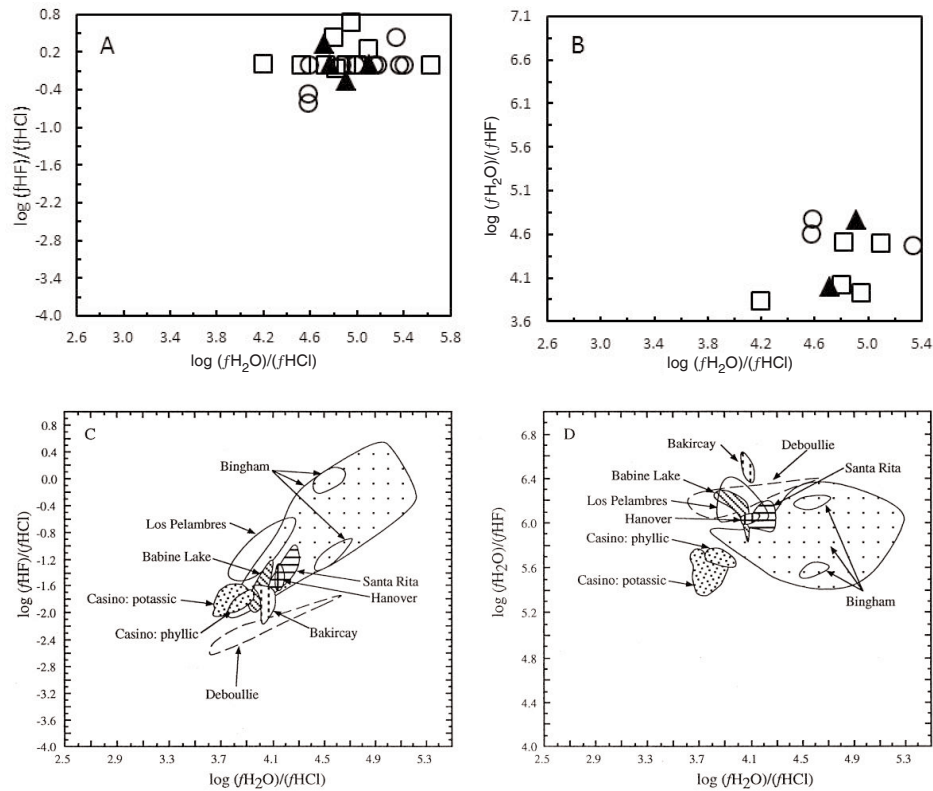 A
0.8
0.2
-0.4
-1.0
-1.6
-2.2
-2.8
-3.4
-4.0
log (fHF)/(fHCl)
2.6 3.0 3.4 3.8 4.2 4.6 5.0 5.4 5.8
log (fH₂O)/(fHCl)
B
7.1
6.6
6.1
5.6
5.1
4.6
4.1
3.6
log (fH₂O)/(fHF)
2.6 3.0 3.4 3.8 4.2 4.6 5.0 5.4
log (fH₂O)/(fHCl)
C
0.8
0.4
0.0
-0.4
-0.8
-1.2
-1.6
-2.0
-2.4
-2.8
-3.2
-3.6
-4.0
log (fHF)/(fHCl)
Bingham
Los Pelambres
Babine Lake
Santa Rita
Casino: potassic
Hanover
Casino: phyllic
Bakircay
Deboullie
2.5 2.9 3.3 3.7 4.1 4.5 4.9 5.3
log (fH₂O)/(fHCl)
D
6.8
6.4
6.0
5.6
5.2
4.8
4.4
4.0
log (fH₂O)/(fHF)
Bakircay
Deboullie
Babine Lake
Santa Rita
Los Pelambres
Hanover
Casino: phyllic
Casino: potassic
Bingham
2.5 2.9 3.3 3.7 4.1 4.5 4.9 5.3
log (fH₂O)/(fHCl)